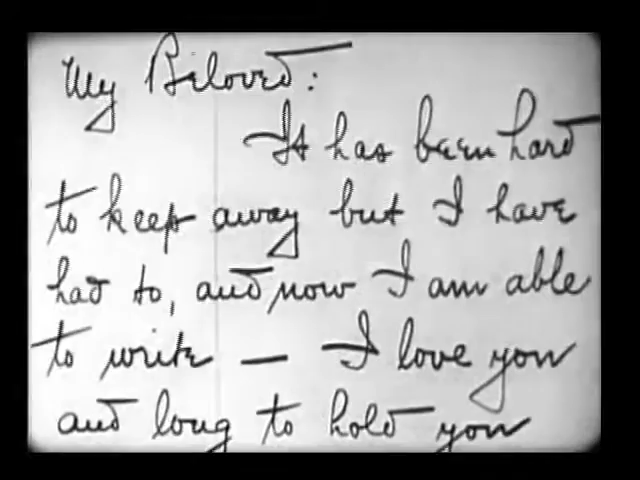 My Beloved:
It has been hard
to keep away but I have
had to, and now I am able
to write — I love you
and long to hold you